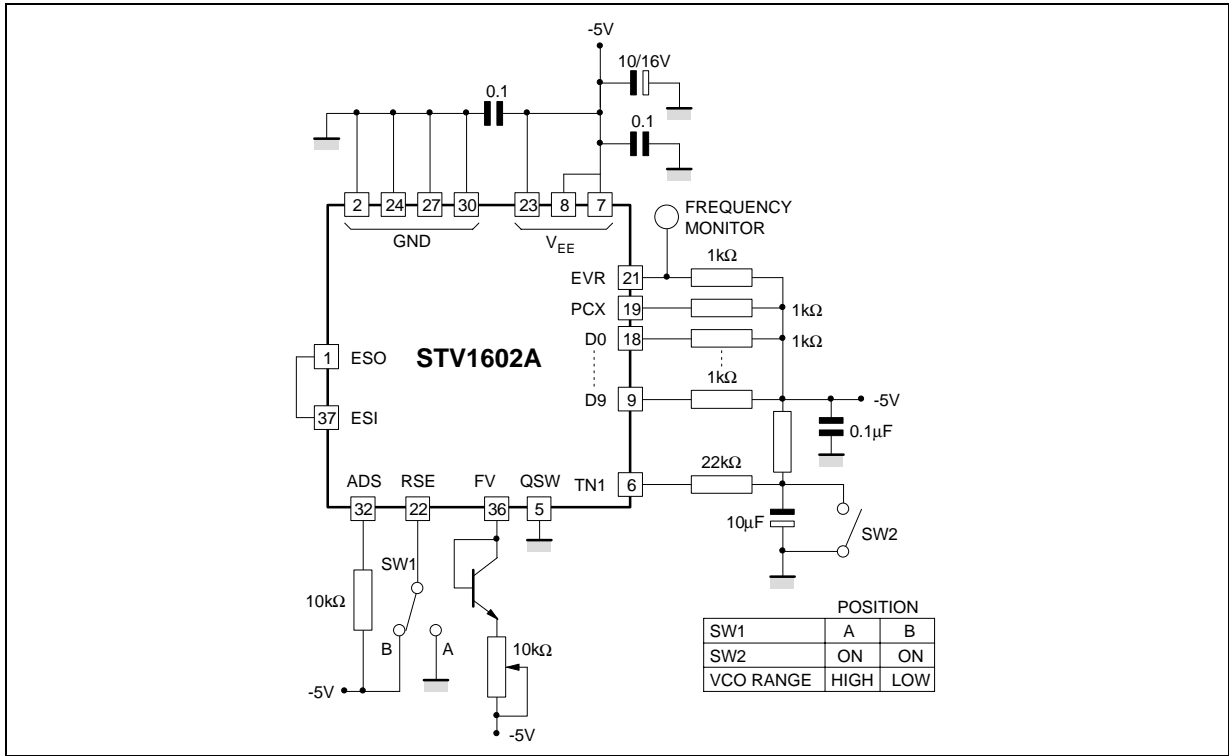 -5V
10/16V
0.1
0.1
2 24 27 30 23 8 7
GND
VEE
FREQUENCY
MONITOR
1kΩ
EVR 21
PCX 19
1kΩ
D0 18
1kΩ
1kΩ
STV1602A
1 ESO
D9 9
-5V
37 ESI
0.1µF
22kΩ
TN1 6
ADS RSE FV QSW
32 22 36 5
10µF
SW2
SW1
10kΩ
B A
10kΩ
-5V
-5V
POSITION
SW1 A B
SW2 ON ON
VCO RANGE HIGH LOW